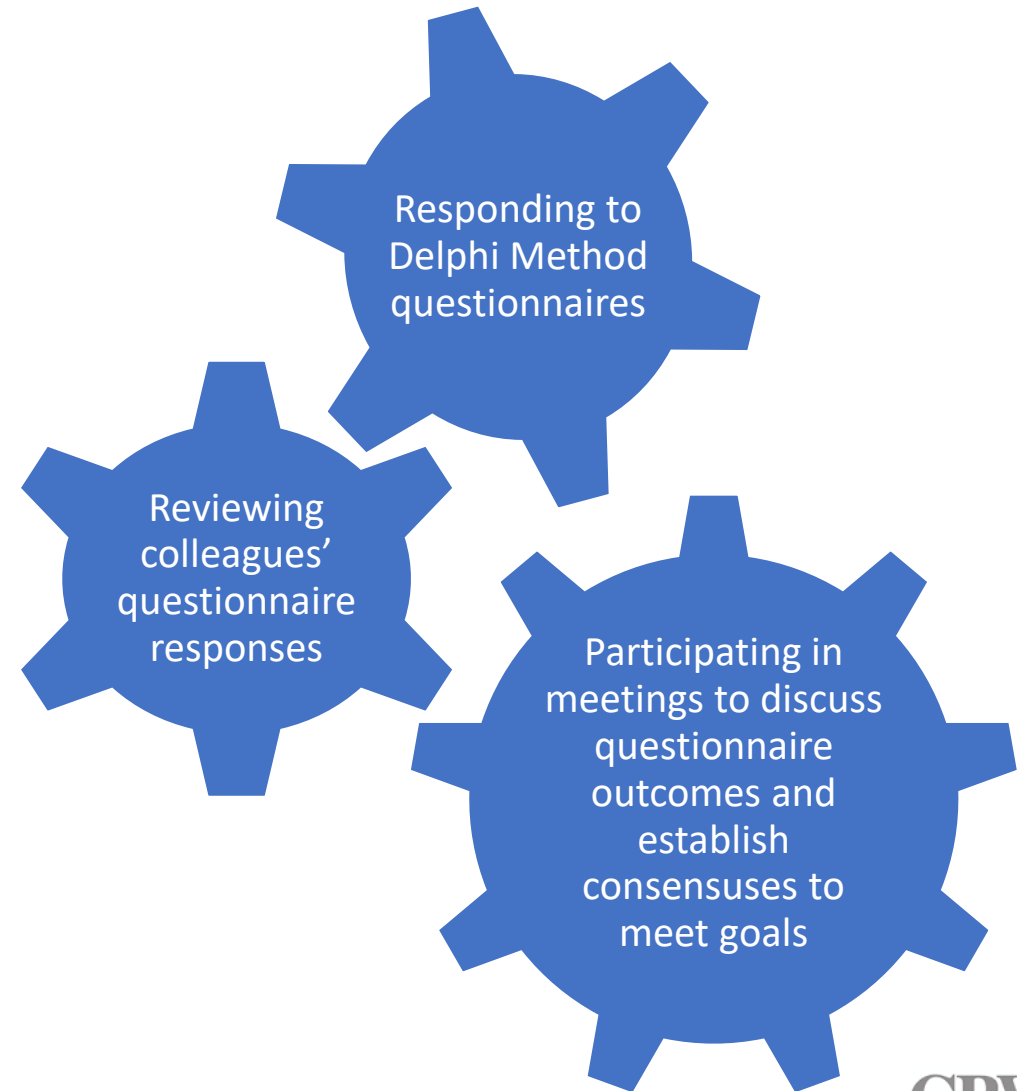 Responding to
Delphi Method
questionnaires
Reviewing
colleagues’
questionnaire
responses
Participating in
meetings to discuss
questionnaire
outcomes and
establish
consensuses to
meet goals